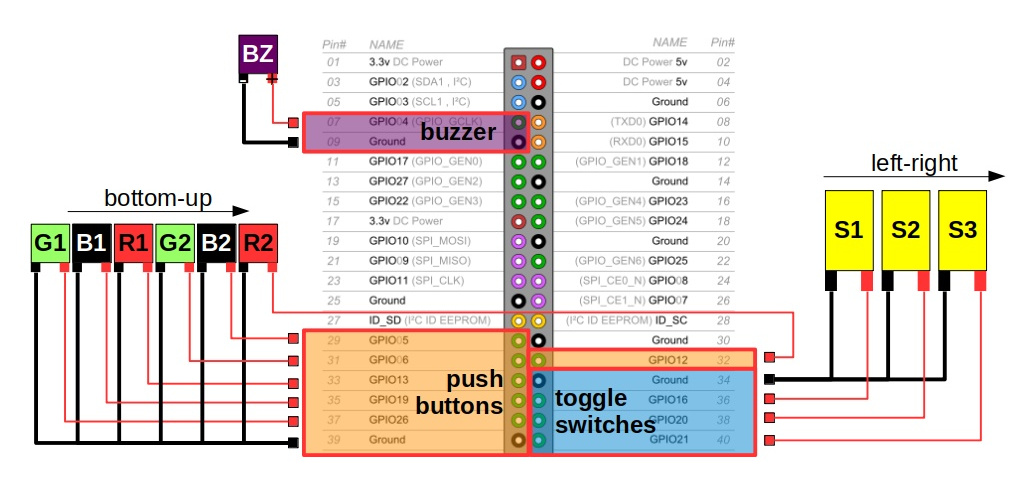 BZ
Pin# NAME NAME Pin#
01 3.3v DC Power DC Power 5v 02
03 GPIO02 (SDA1 , I²C) DC Power 5v 04
05 GPIO03 (SCL1 , I²C) Ground 06
07 GPIO04 (GPIO_GCLK) (TXD0) GPIO14 08
buzzer
09 Ground (RXD0) GPIO15 10
11 GPIO17 (GPIO_GEN0) (GPIO_GEN1) GPIO18 12
left-right
13 GPIO27 (GPIO_GEN2) Ground 14
bottom-up
15 GPIO22 (GPIO_GEN3) (GPIO_GEN4) GPIO23 16
17 3.3v DC Power (GPIO_GEN5) GPIO24 18
S1 S2 S3
G1 B1 R1 G2 B2 R2
19 GPIO10 (SPI_MOSI) Ground 20
21 GPIO09 (SPI_MISO) (GPIO_GEN6) GPIO25 22
23 GPIO11 (SPI_CLK) (SPI_CE0_N) GPIO08 24
25 Ground (SPI_CE1_N) GPIO07 26
27 ID_SD (I²C ID EEPROM) (I²C ID EEPROM) ID_SC 28
29 GPIO05 Ground 30
31 GPIO06 GPIO12 32
33 GPIO13 Ground 34
push
buttons
toggle
switches
35 GPIO19 GPIO16 36
37 GPIO26 GPIO20 38
39 Ground GPIO21 40